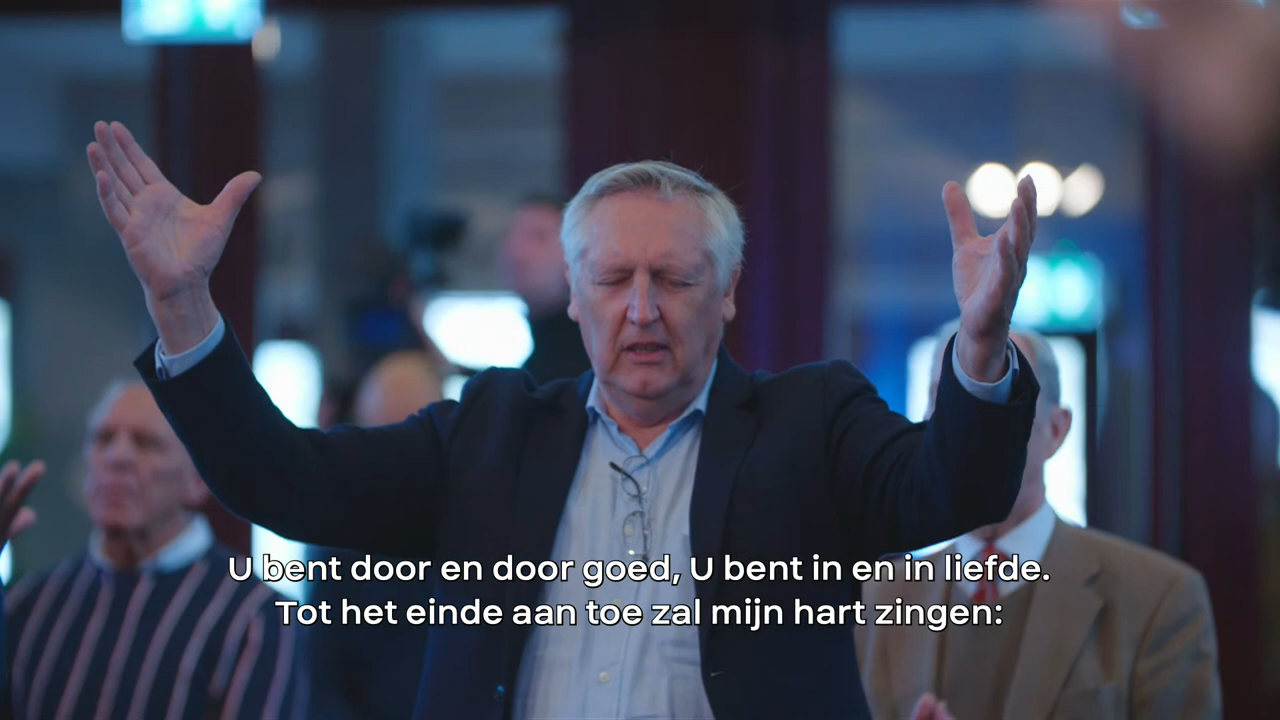 U bent door en door goed, U bent in en in liefde.
Tot het einde aan toe zal mijn hart zingen: